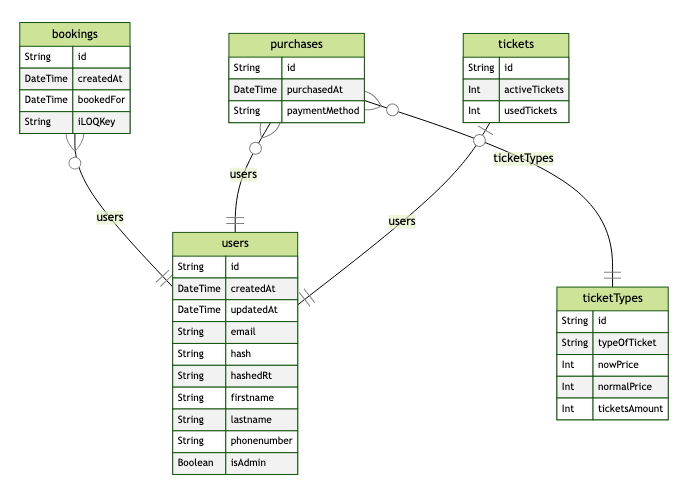 bookings
String id
DateTime createdAt
DateTime bookedFor
String iLOQKey
purchases
String id
DateTime purchasedAt
String paymentMethod
tickets
String id
Int activeTickets
Int usedTickets
users
users
users
ticketTypes
users
String id
DateTime createdAt
DateTime updatedAt
String email
String hash
String hashedRt
String firstname
String lastname
String phonenumber
Boolean isAdmin
ticketTypes
String id
String typeOfTicket
Int nowPrice
Int normalPrice
Int ticketsAmount